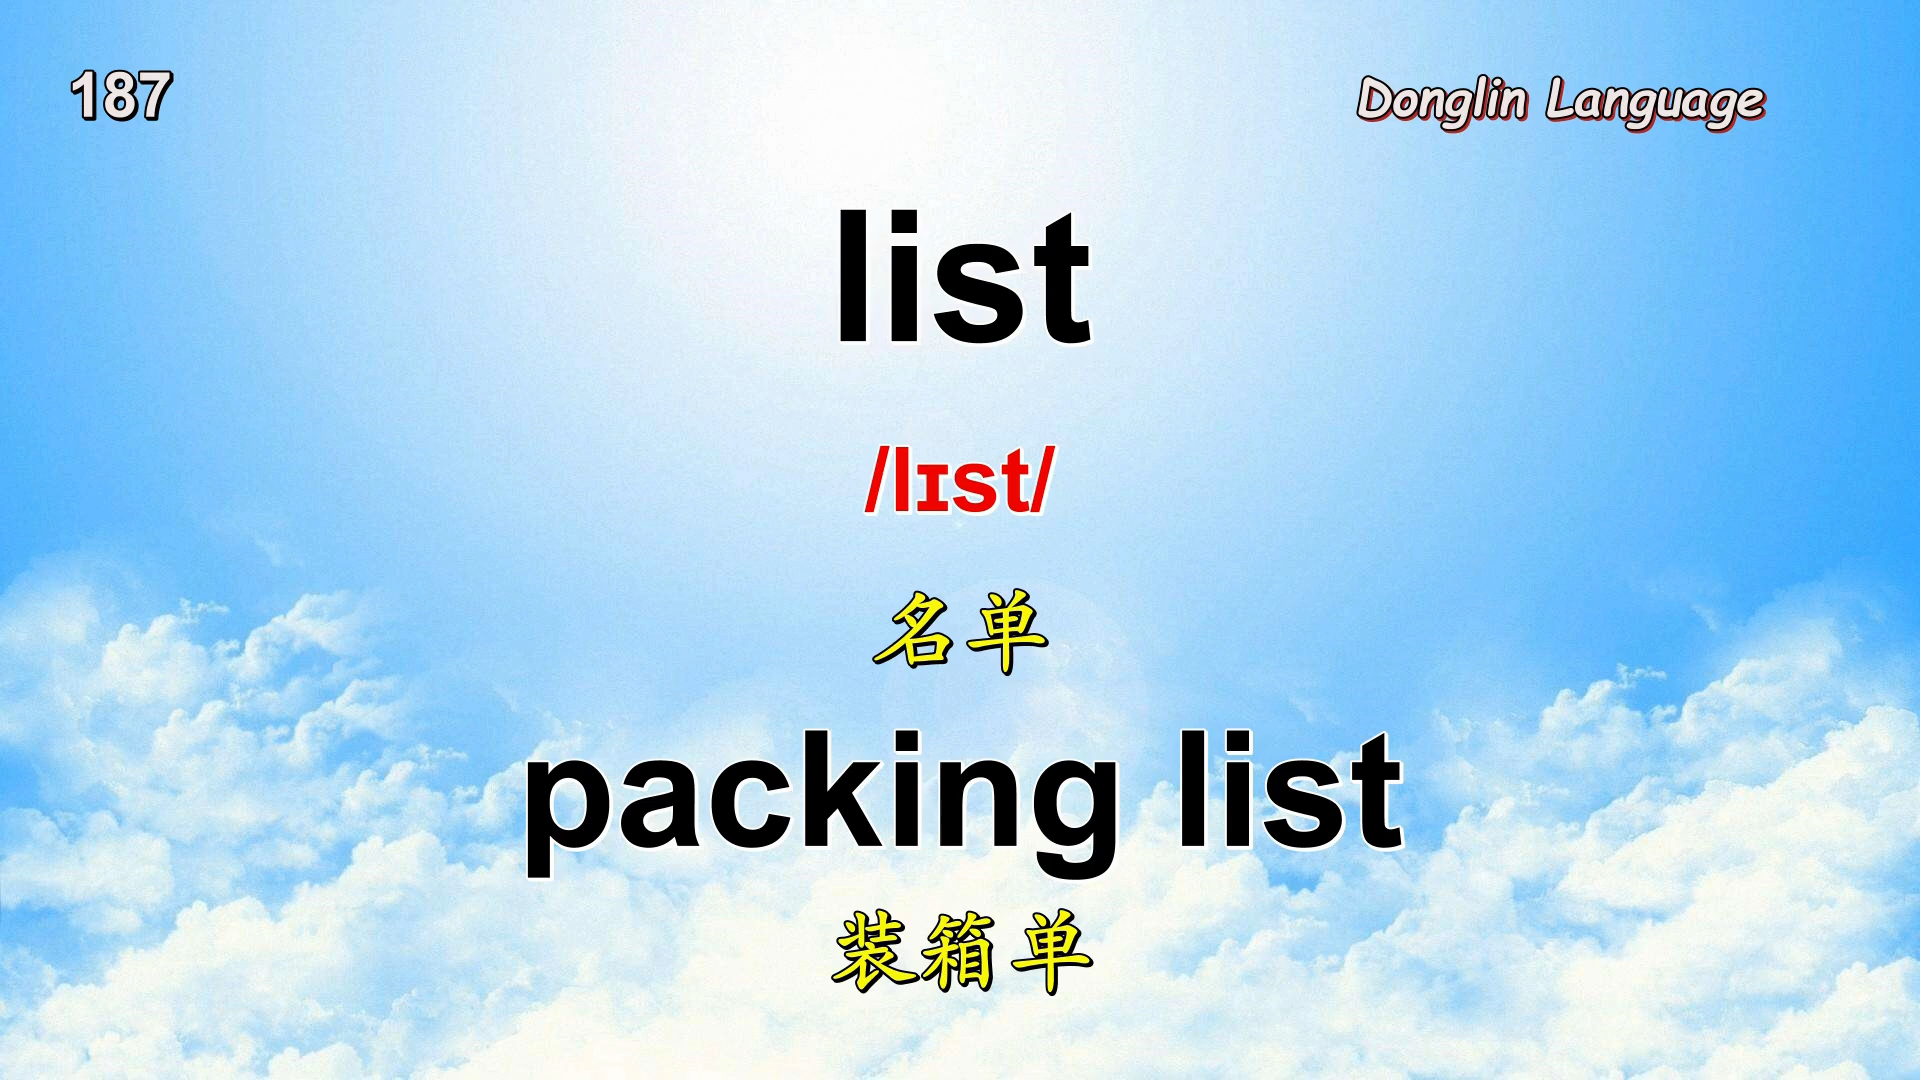 187
Donglin Language
list
/lɪst/
名单
packing list
装箱单